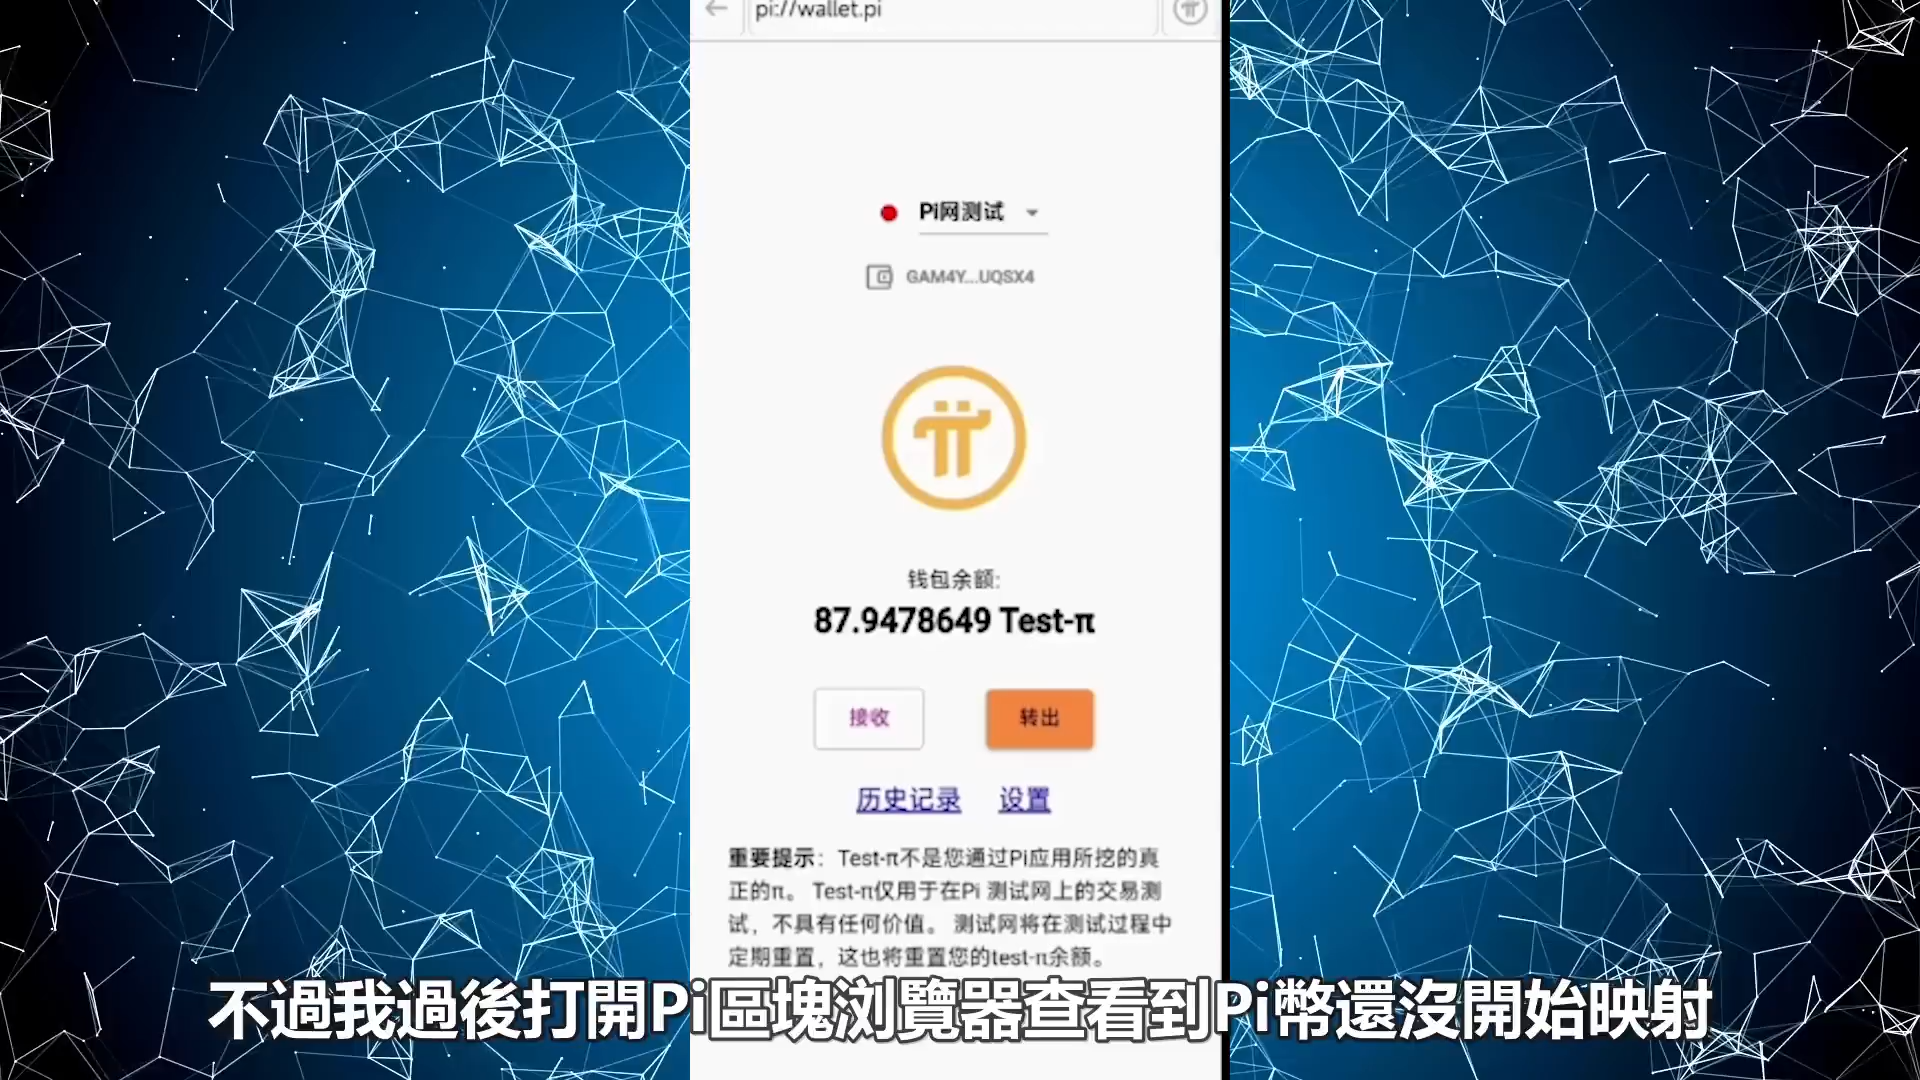 pi://wallet.pi
Pi网测试
GAM4Y...UQSX4
钱包余额:
87.9478649 Test-π
接收 转出
历史记录 设置
重要提示：Test-π不是您通过Pi应用所挖的真
正的π。 Test-π仅用于在Pi 测试网上的交易测
试，不具有任何价值。 测试网将在测试过程中
定期重置，这也将重置您的test-π余额。
不過我過後打開Pi區塊浏覽器查看到Pi幣還沒開始映射